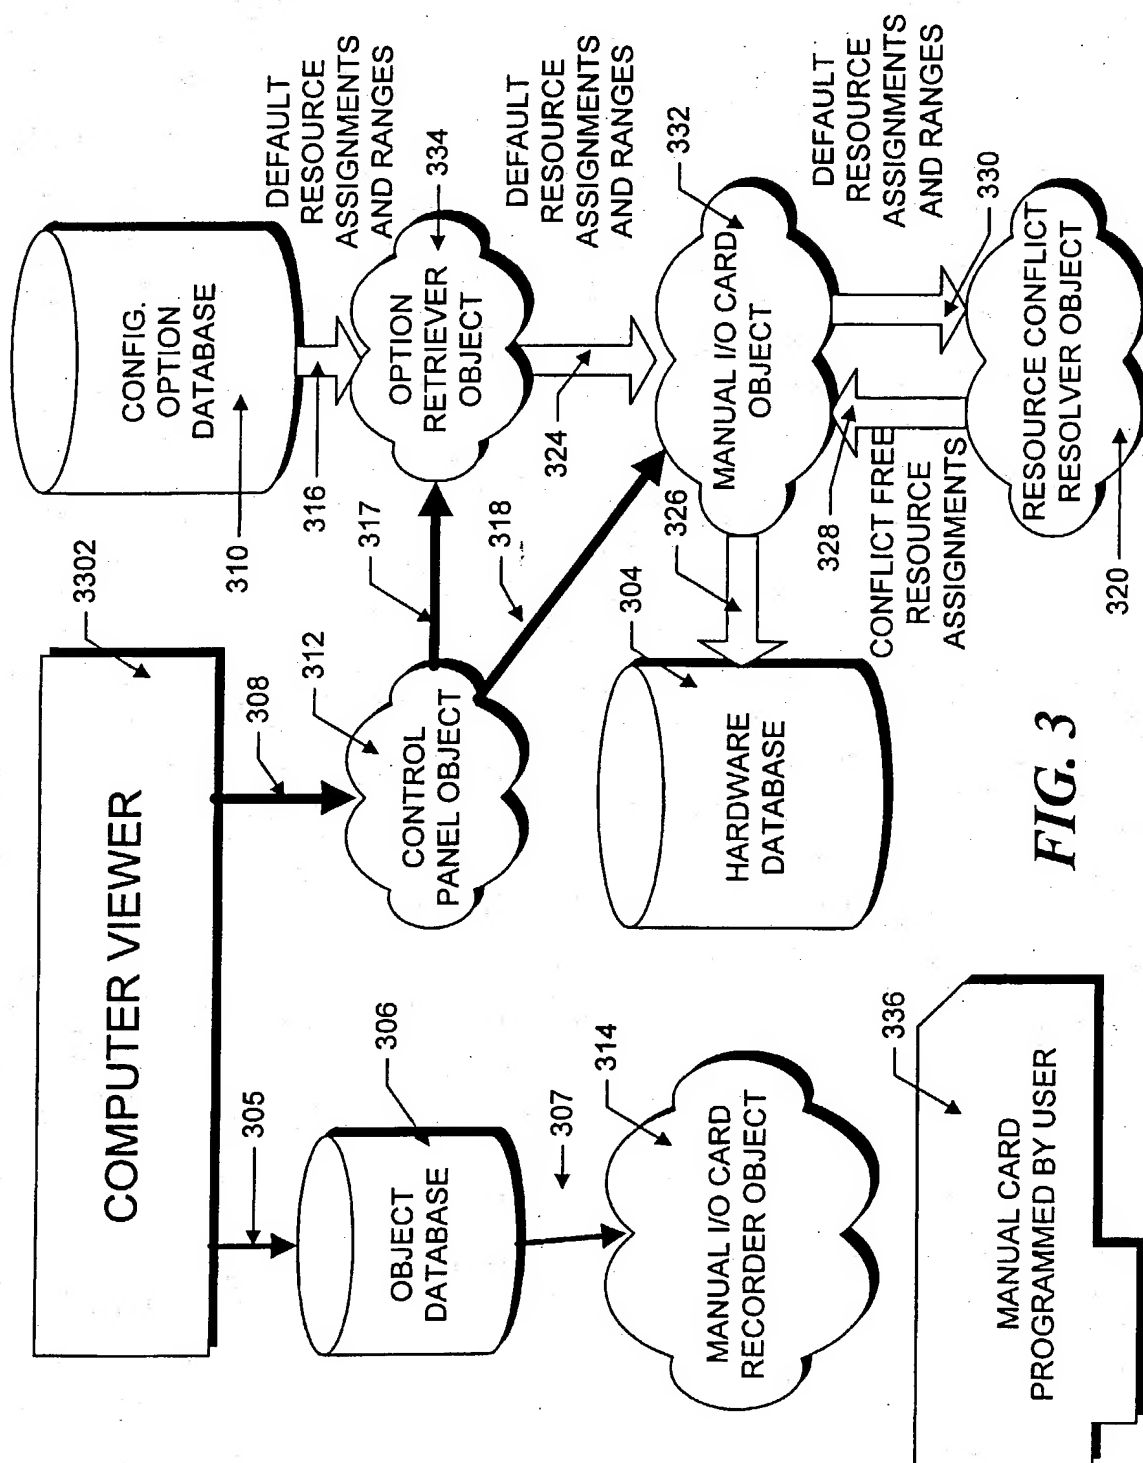 COMPUTER VIEWER
3302
305
308
OBJECT
DATABASE
306
307
MANUAL I/O CARD
RECORDER OBJECT
314
MANUAL CARD
PROGRAMMED BY USER
336
CONTROL
PANEL OBJECT
312
317
318
HARDWARE
DATABASE
304
326
CONFIG.
OPTION
DATABASE
310
316
DEFAULT
RESOURCE
ASSIGNMENTS
AND RANGES
OPTION
RETRIEVER
OBJECT
334
324
DEFAULT
RESOURCE
ASSIGNMENTS
AND RANGES
MANUAL I/O CARD
OBJECT
332
328
CONFLICT FREE
RESOURCE
ASSIGNMENTS
DEFAULT
RESOURCE
ASSIGNMENTS
AND RANGES
330
RESOURCE CONFLICT
RESOLVER OBJECT
320
FIG. 3